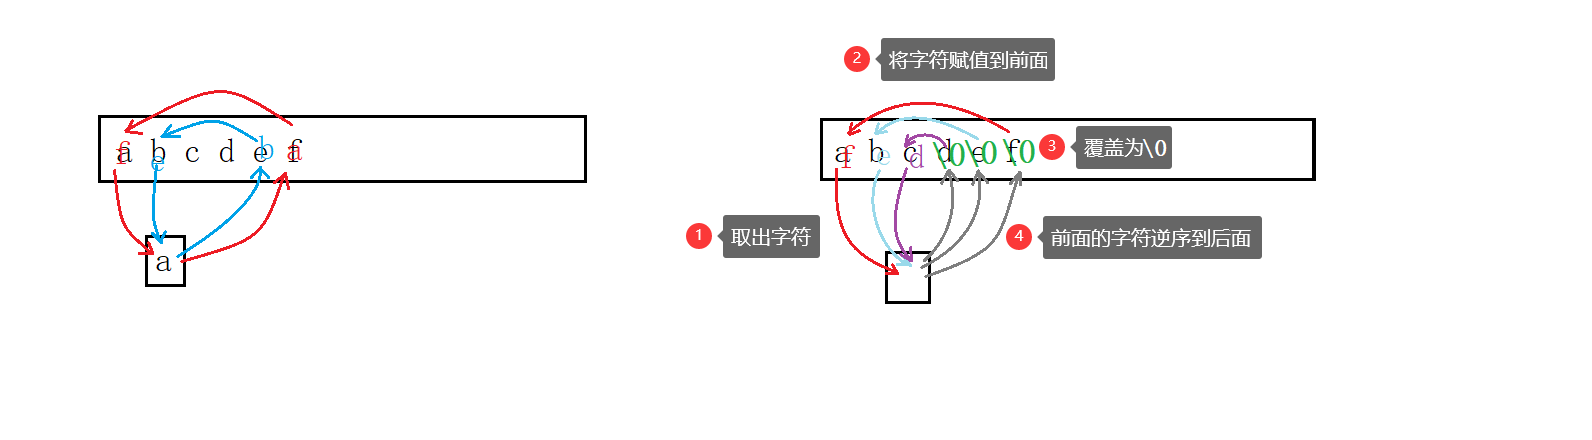 a b c d e f
f e b a
a
2 将字符赋值到前面
a b c d e f
f e d \0 \0 \0
3 覆盖为\0
1 取出字符
4 前面的字符逆序到后面